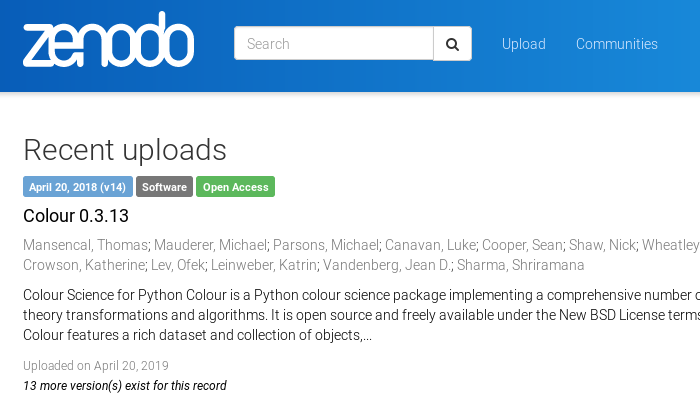 zenodo
Search
Upload
Communities
Recent uploads
April 20, 2018 (v14) Software Open Access
Colour 0.3.13
Mansencal, Thomas; Mauderer, Michael; Parsons, Michael; Canavan, Luke; Cooper, Sean; Shaw, Nick; Wheatley
Crowson, Katherine; Lev, Ofek; Leinweber, Katrin; Vandenberg, Jean D.; Sharma, Shriramana
Colour Science for Python Colour is a Python colour science package implementing a comprehensive number
theory transformations and algorithms. It is open source and freely available under the New BSD License terms
Colour features a rich dataset and collection of objects,...
Uploaded on April 20, 2019
13 more version(s) exist for this record